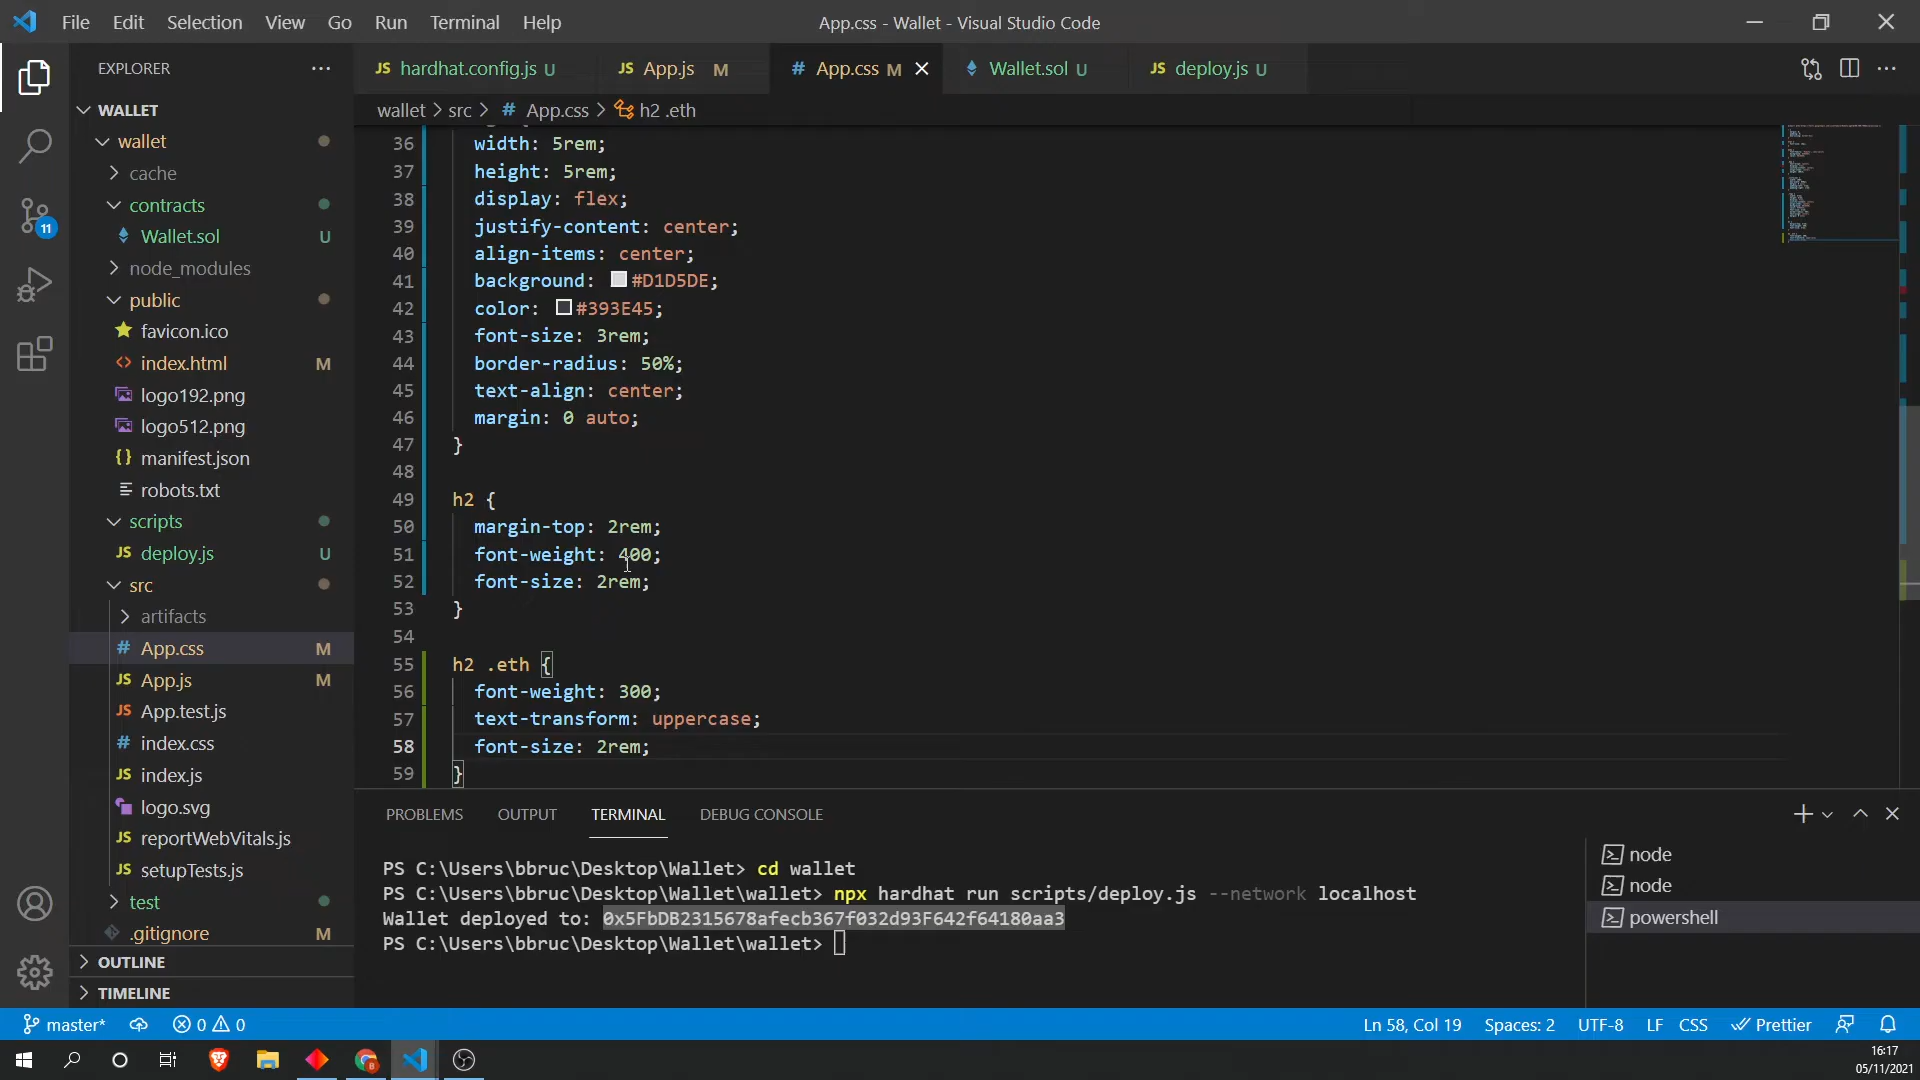 File Edit Selection View Go Run Terminal Help
App.css - Wallet - Visual Studio Code
EXPLORER
JS hardhat.config.js U
JS App.js M
# App.css M
Wallet.sol U
JS deploy.js U
wallet > src > # App.css > h2 .eth
WALLET
wallet
cache
contracts
Wallet.sol U
node_modules
public
favicon.ico
index.html M
logo192.png
logo512.png
manifest.json
robots.txt
scripts
JS deploy.js U
src
artifacts
# App.css M
JS App.js M
JS App.test.js
# index.css
JS index.js
logo.svg
JS reportWebVitals.js
JS setupTests.js
test
.gitignore M
OUTLINE
TIMELINE
11
36 width: 5rem;
37 height: 5rem;
38 display: flex;
39 justify-content: center;
40 align-items: center;
41 background: #D1D5DE;
42 color: #393E45;
43 font-size: 3rem;
44 border-radius: 50%;
45 text-align: center;
46 margin: 0 auto;
47 }
48
49 h2 {
50 margin-top: 2rem;
51 font-weight: 400;
52 font-size: 2rem;
53 }
54
55 h2 .eth {
56 font-weight: 300;
57 text-transform: uppercase;
58 font-size: 2rem;
59 }
PROBLEMS OUTPUT TERMINAL DEBUG CONSOLE
PS C:\Users\bbruc\Desktop\Wallet> cd wallet
PS C:\Users\bbruc\Desktop\Wallet\wallet> npx hardhat run scripts/deploy.js --network localhost
Wallet deployed to: 0x5FbDB2315678afecb367f032d93F642f64180aa3
PS C:\Users\bbruc\Desktop\Wallet\wallet>
node
node
powershell
master* 0 0
Ln 58, Col 19 Spaces: 2 UTF-8 LF CSS Prettier
16:17
05/11/2021